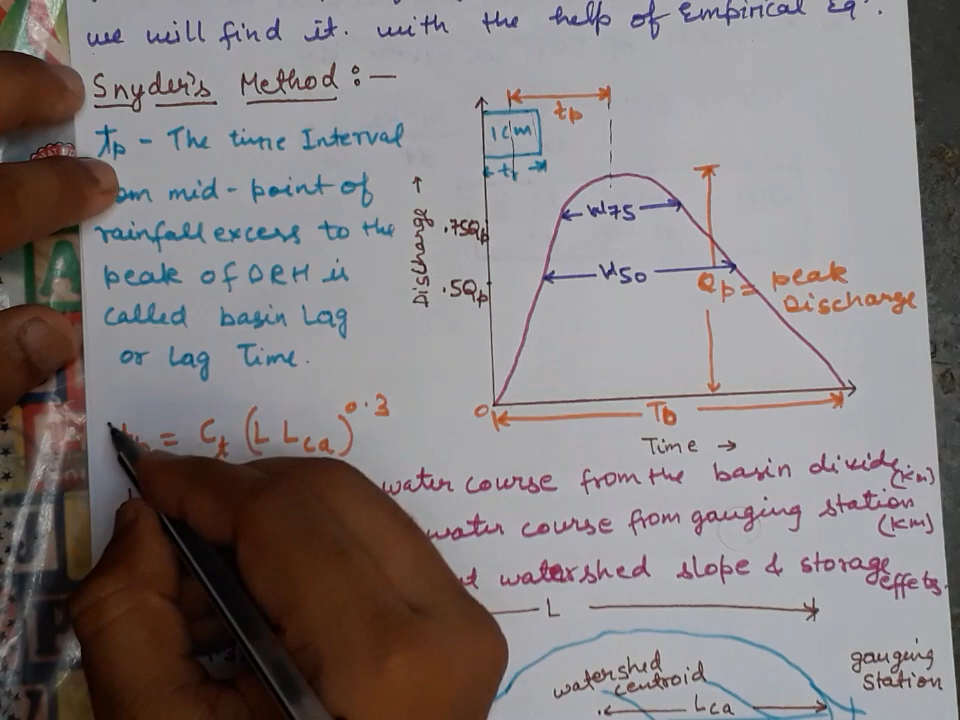 we will find it. with the help of Empirical Eqⁿ.
Snyder's Method :—
tp - The time Interval
mid-point of
rainfall excess to the
peak of DRH is
called basin Lag
or Lag Time.
= Ct (L Lca)^0.3
tp
1cm
tr
Discharge →
.75Qp
.5Qp
W75
W50
Qp = peak
Discharge
0
Tb
Time →
water course from the basin divide (km)
water course from gauging station (km)
watershed slope & storage effets.
L
watershed
centroid
Lca
gauging
station